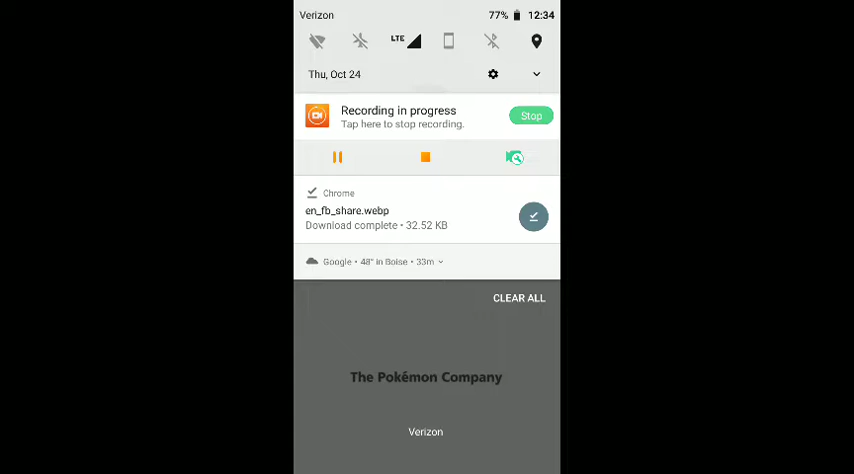 Verizon 77% 12:34
LTE
Thu, Oct 24
Recording in progress
Tap here to stop recording.
Stop
Chrome
en_fb_share.webp
Download complete • 32.52 KB
Google • 48° in Boise • 33m
CLEAR ALL
The Pokémon Company
Verizon